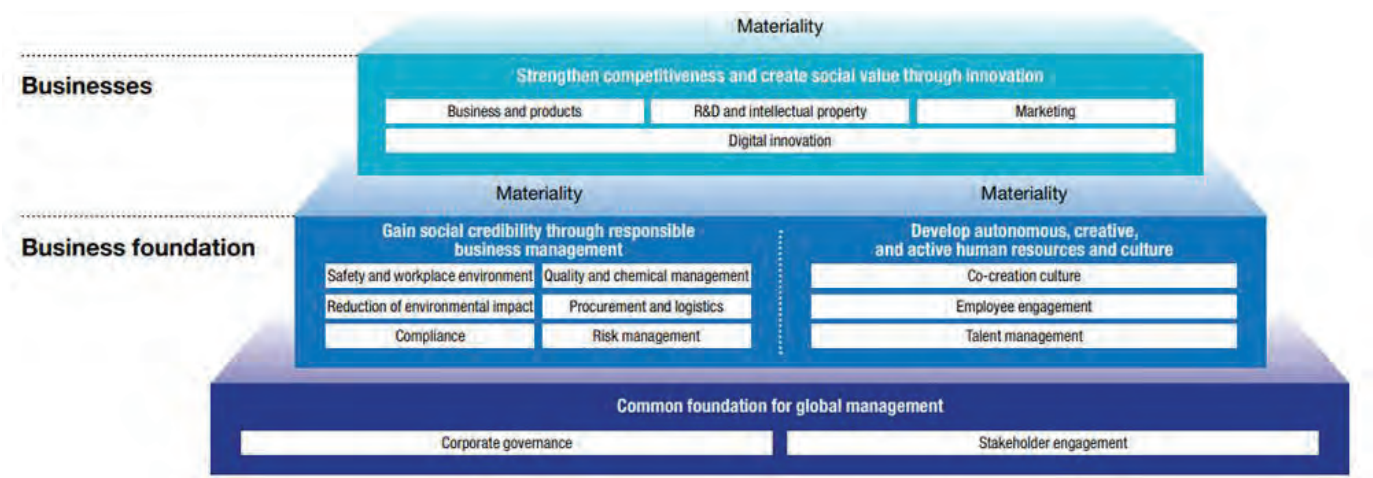 Materiality
Businesses
Strengthen competitiveness and create social value through innovation
Business and products
R&D and intellectual property
Marketing
Digital innovation
Materiality
Materiality
Business foundation
Gain social credibility through responsible
business management
Safety and workplace environment
Quality and chemical management
Reduction of environmental impact
Procurement and logistics
Compliance
Risk management
Develop autonomous, creative,
and active human resources and culture
Co-creation culture
Employee engagement
Talent management
Common foundation for global management
Corporate governance
Stakeholder engagement